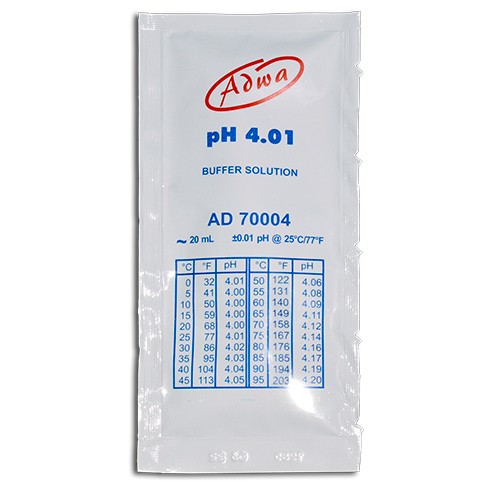 Adwa
pH 4.01
BUFFER SOLUTION
AD 70004
~ 20 mL ±0.01 pH @ 25°C/77°F
°C °F pH °C °F pH
0 32 4.01 50 122 4.06
5 41 4.00 55 131 4.08
10 50 4.00 60 140 4.09
15 59 4.00 65 149 4.11
20 68 4.00 70 158 4.12
25 77 4.01 75 167 4.14
30 86 4.02 80 176 4.16
35 95 4.03 85 185 4.17
40 104 4.04 90 194 4.19
45 113 4.05 95 203 4.20